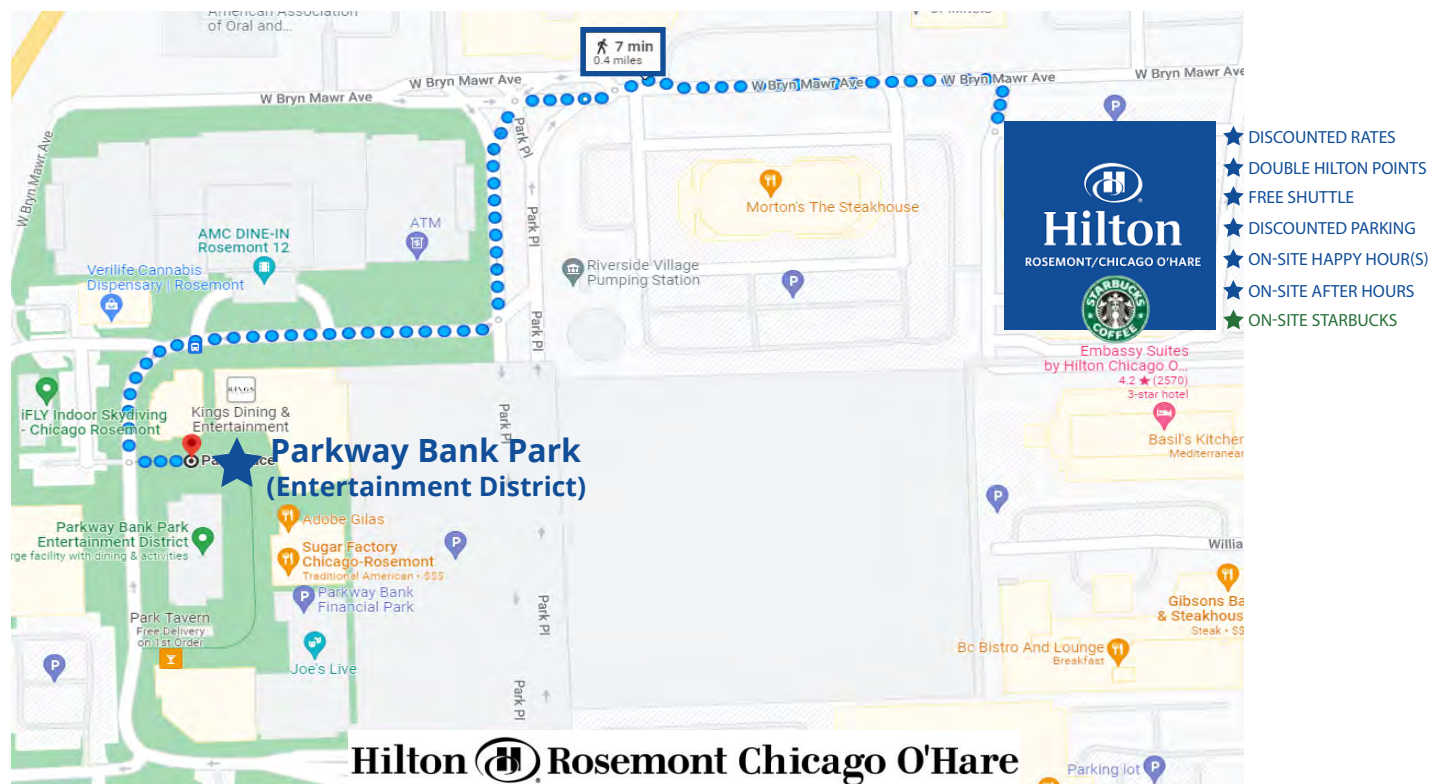 American Association
of Oral and...
7 min
0.4 miles
W Bryn Mawr Ave
W Bryn Mawr Ave
W Bryn Mawr Ave
W Bryn Mawr Ave
W Bryn Mawr Ave
W Bryn Mawr Ave
Park Pl
P
DISCOUNTED RATES
DOUBLE HILTON POINTS
FREE SHUTTLE
DISCOUNTED PARKING
ON-SITE HAPPY HOUR(S)
ON-SITE AFTER HOURS
ON-SITE STARBUCKS
H
Hilton
ROSEMONT/CHICAGO O'HARE
STARBUCKS
COFFEE
Morton's The Steakhouse
Park Pl
ATM
AMC DINE-IN
Rosemont 12
Verilife Cannabis
Dispensary | Rosemont
Riverside Village
Pumping Station
P
Park Pl
Embassy Suites
by Hilton Chicago O...
4.2 ★ (2570)
3-star hotel
KINGS
iFLY Indoor Skydiving
- Chicago Rosemont
Kings Dining &
Entertainment
Park Pl
Basil's Kitchen
Mediterranean
Parkway Bank Park
(Entertainment District)
P
Parkway Bank Park
Entertainment District
rge facility with dining & activities
Adobe Gilas
Sugar Factory
Chicago-Rosemont
Traditional American • $$$
P
Willia
P
Parkway Bank
Financial Park
Park Pl
Gibsons Ba
& Steakhous
Steak • $$
Park Tavern
Free Delivery
on 1st Order
Joe's Live
P
Bc Bistro And Lounge
Breakfast
Park Pl
Hilton H Rosemont Chicago O'Hare
Parking lot
P